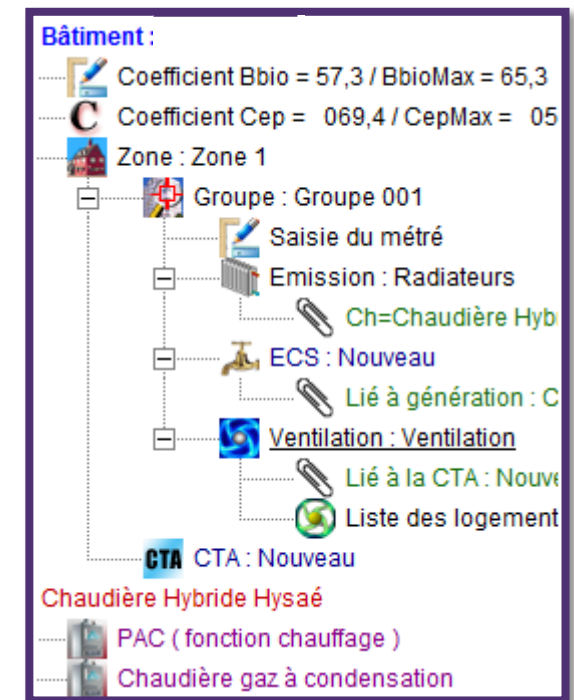 Bâtiment :
Coefficient Bbio = 57,3 / BbioMax = 65,3
C Coefficient Cep = 069,4 / CepMax = 05
Zone : Zone 1
Groupe : Groupe 001
Saisie du métré
Emission : Radiateurs
Ch=Chaudière Hyb
ECS : Nouveau
Lié à génération : C
Ventilation : Ventilation
Lié à la CTA : Nouve
Liste des logement
CTA CTA : Nouveau
Chaudière Hybride Hysaé
PAC ( fonction chauffage )
Chaudière gaz à condensation